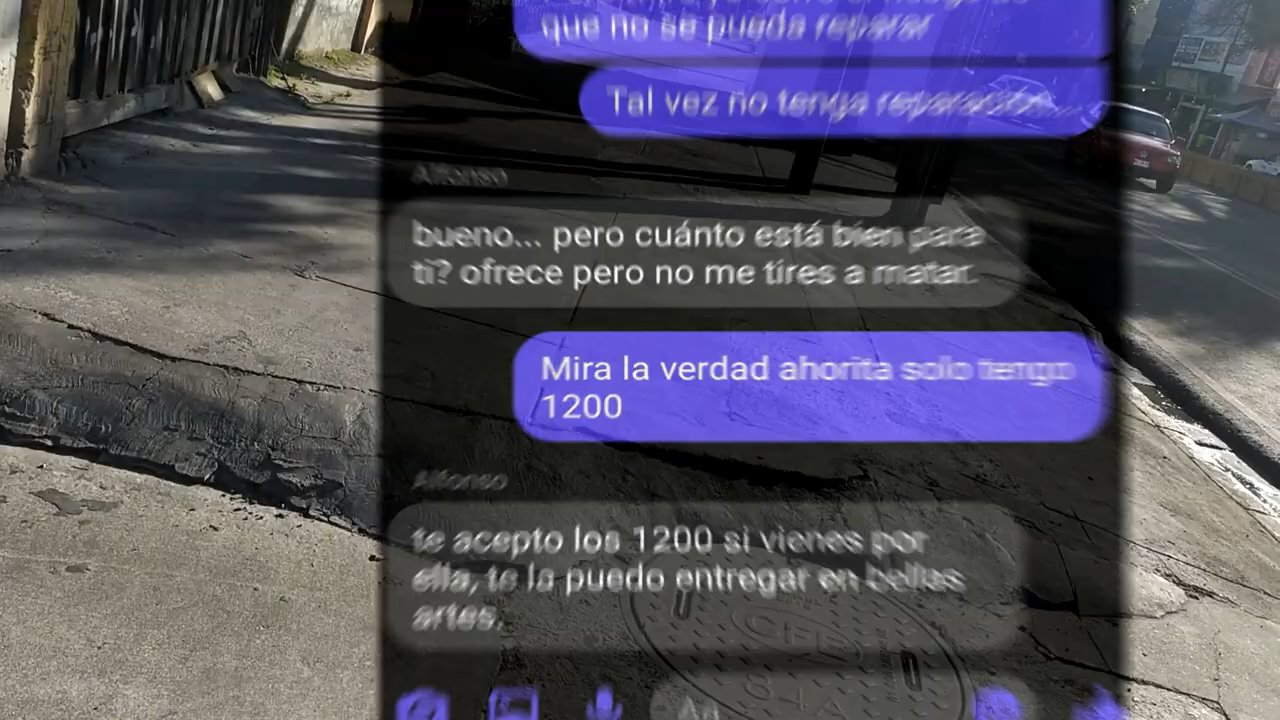 que no se pueda reparar
Tal vez no tenga reparación...
Alfonso
bueno... pero cuánto está bien para
ti? ofrece pero no me tires a matar.
Mira la verdad ahorita solo tengo
1200
Alfonso
te acepto los 1200 si vienes por
ella, te la puedo entregar en bellas
artes.
Aa
CFE